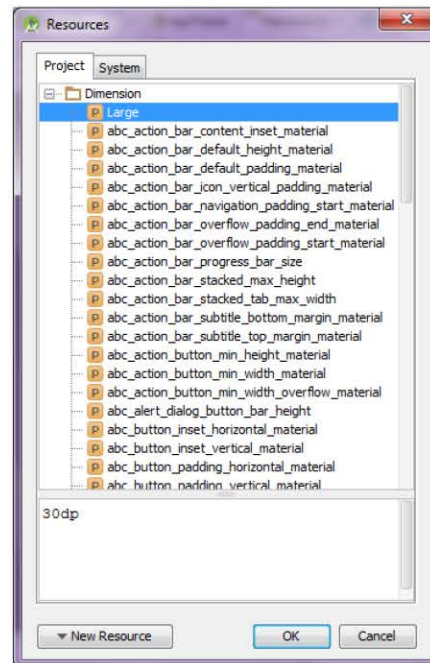 Resources
Project System
Dimension
P Large
P abc_action_bar_content_inset_material
P abc_action_bar_default_height_material
P abc_action_bar_default_padding_material
P abc_action_bar_icon_vertical_padding_material
P abc_action_bar_navigation_padding_start_material
P abc_action_bar_overflow_padding_end_material
P abc_action_bar_overflow_padding_start_material
P abc_action_bar_progress_bar_size
P abc_action_bar_stacked_max_height
P abc_action_bar_stacked_tab_max_width
P abc_action_bar_subtitle_bottom_margin_material
P abc_action_bar_subtitle_top_margin_material
P abc_action_button_min_height_material
P abc_action_button_min_width_material
P abc_action_button_min_width_overflow_material
P abc_alert_dialog_button_bar_height
P abc_button_inset_horizontal_material
P abc_button_inset_vertical_material
P abc_button_padding_horizontal_material
P abc_button_padding_vertical_material
30dp
New Resource OK Cancel